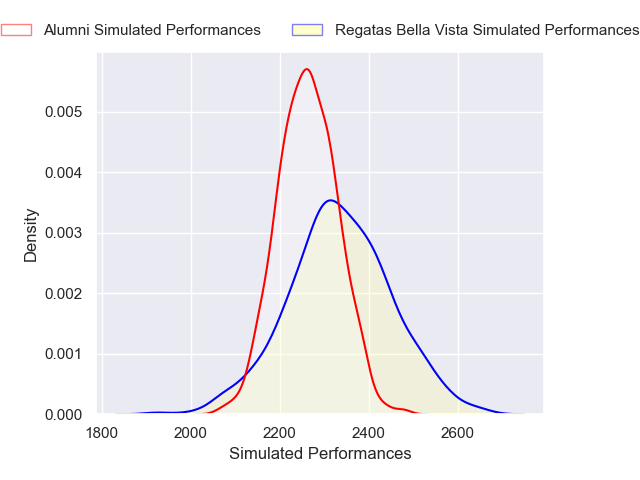 Alumni Simulated Performances Regatas Bella Vista Simulated Performances
0.005
0.004
0.003
0.002
0.001
0.000
Density
1800 2000 2200 2400 2600
Simulated Performances